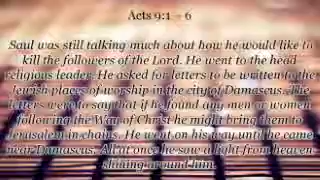 Acts 9:1 – 6
Saul was still talking much about how he would like to
kill the followers of the Lord. He went to the head
religious leader. He asked for letters to be written to the
Jewish places of worship in the city of Damascus. The
letters were to say that if he found any men or women
following the Way of Christ he might bring them to
Jerusalem in chains. He went on his way until he came
near Damascus. All at once he saw a light from heaven
shining around him.